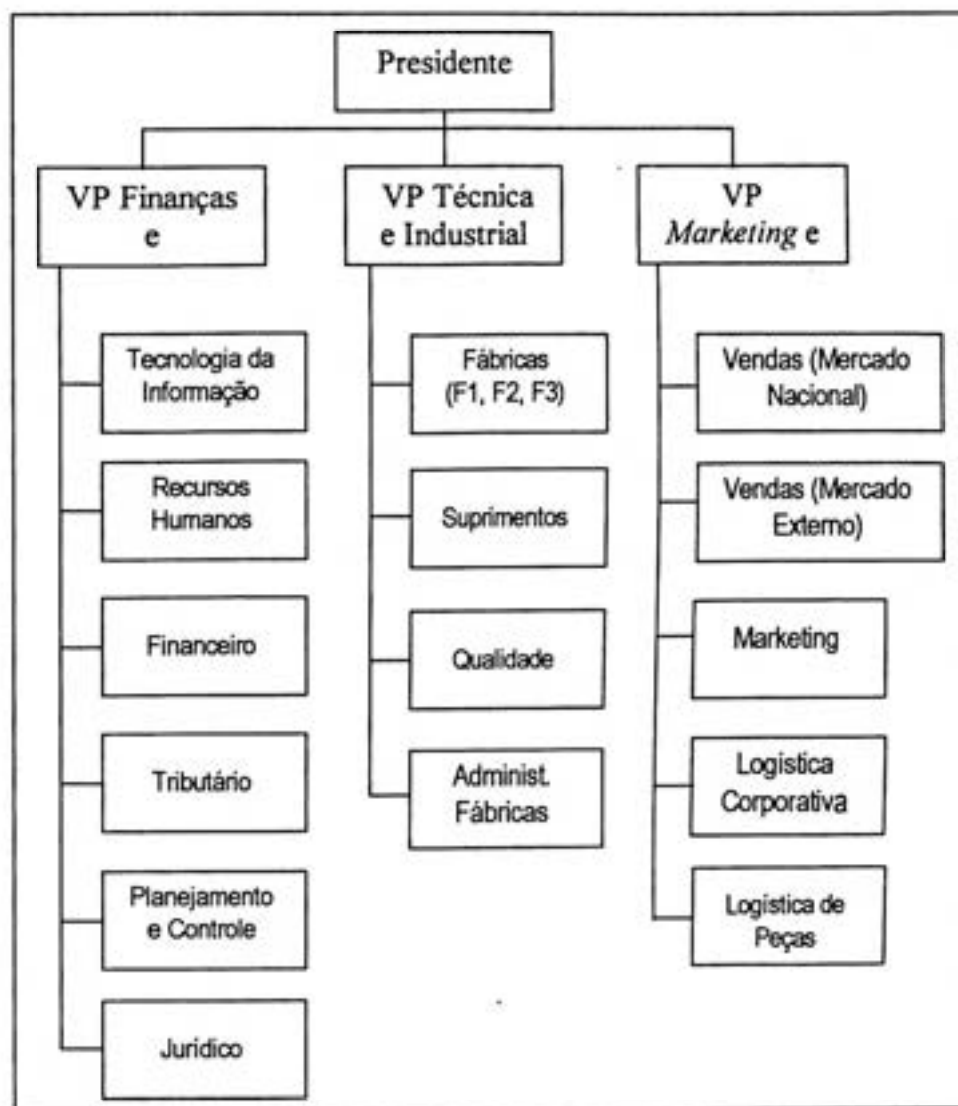 Presidente
VP Finanças
e
VP Técnica
e Industrial
VP
Marketing e
Tecnologia da
Informação
Recursos
Humanos
Financeiro
Tributário
Planejamento
e Controle
Jurídico
Fábricas
(F1, F2, F3)
Suprimentos
Qualidade
Administ.
Fábricas
Vendas (Mercado
Nacional)
Vendas (Mercado
Externo)
Marketing
Logística
Corporativa
Logística de
Peças